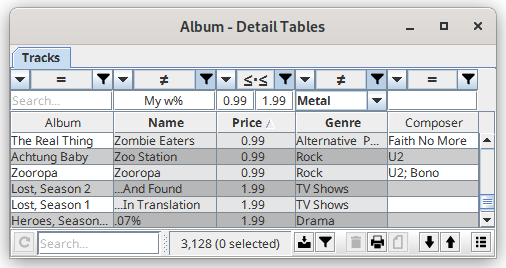 Album - Detail Tables
Tracks
= ≠ ≤·≤ ≠ =
Search... My w% 0.99 1.99 Metal
Album Name Price Genre Composer
The Real Thing Zombie Eaters 0.99 Alternative P... Faith No More
Achtung Baby Zoo Station 0.99 Rock U2
Zooropa Zooropa 0.99 Rock U2; Bono
Lost, Season 2 ...And Found 1.99 TV Shows
Lost, Season 1 ...In Translation 1.99 TV Shows
Heroes, Season... .07% 1.99 Drama
Search... 3,128 (0 selected)